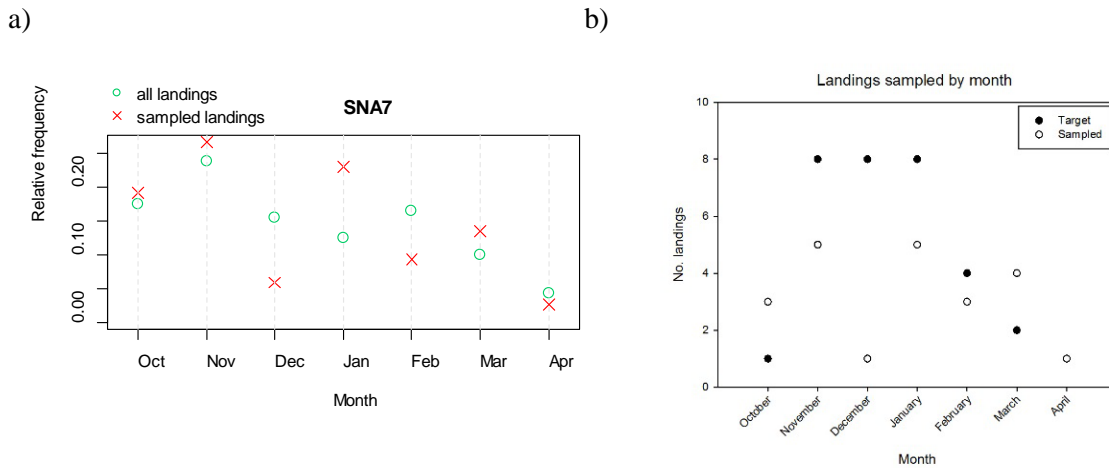 a)
all landings
sampled landings
SNA7
Relative frequency
0.20
0.10
0.00
Oct Nov Dec Jan Feb Mar Apr
Month
b)
Landings sampled by month
Target
Sampled
No. landings
10
8
6
4
2
0
October November December January February March April
Month